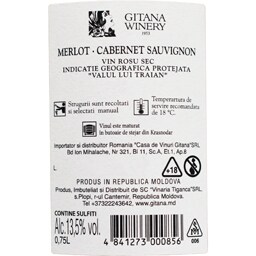 GITANA
WINERY
1953
MERLOT · CABERNET SAUVIGNON
VIN ROSU SEC
INDICATIE GEOGRAFICA PROTEJATA
"VALUL LUI TRAIAN"
Strugurii sunt recoltati
si selectati manual
Temperatura de
servire recomandata
de 18 °C.
Vinul este maturat
in butoaie de stejar din Krasnodar
Importator si distribuitor Romania "Casa de Vinuri Gitana"SRL
Bd Ion Mihalache, Nr 321, Bl 11, Sc.A, Et.1, Ap.8
L.
+18
PRODUS IN REPUBLICA MOLDOVA
Produs, Imbuteliat si Distribuit de SC "Vinaria Tiganca"SRL
s.Plopi, r-ul Cantemir, Republica Moldova
Tel +37322243642, www.gitana.md
CONTINE SULFITI
Alc.13,5% vol.
0,75L
4 841273 000856
006